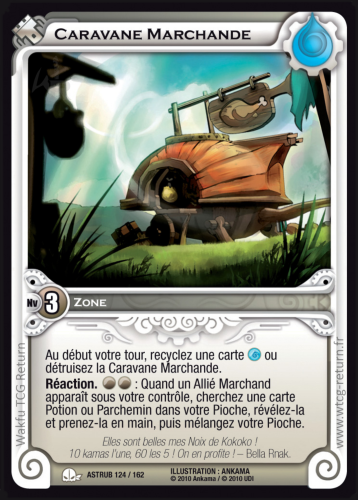 CARAVANE MARCHANDE
Nv 3 ZONE
Au début votre tour, recyclez une carte ou
détruisez la Caravane Marchande.
Réaction. : Quand un Allié Marchand
apparaît sous votre contrôle, cherchez une carte
Potion ou Parchemin dans votre Pioche, révélez-la
et prenez-la en main, puis mélangez votre Pioche.
Elles sont belles mes Noix de Kokoko !
10 kamas l'une, 60 les 5 ! On en profite ! – Bella Rnak.
ASTRUB 124 / 162
ILLUSTRATION : ANKAMA
© 2010 Ankama / © 2010 UDI
Wakfu TCG Return
www.wtcg-return.fr